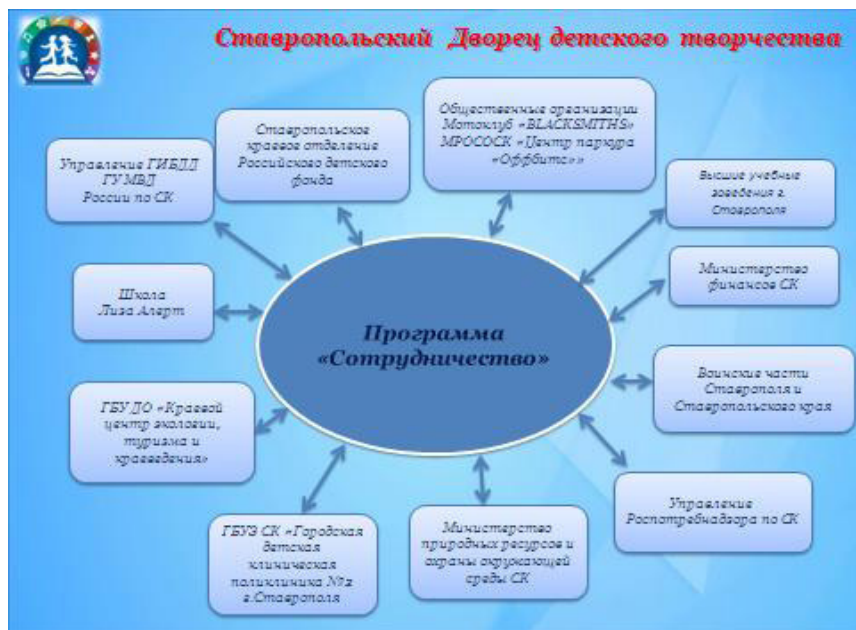 Ставропольский Дворец детского творчества
Общественные организации
Мотоклуб «BLACKSMITHS»
МРОСОСК «Центр паркура
«Оффбитс»»
Ставропольское
краевое отделение
Российского детского
фонда
Управление ГИБДД
ГУ МВД
России по СК
Высшие учебные
заведения г.
Ставрополя
Министерство
финансов СК
Школа
Лиза Алерт
Программа
«Сотрудничество»
Воинские части
Ставрополя и
Ставропольского края
ГБУ ДО «Краевой
центр экологии,
туризма и
краеведения»
Управление
Роспотребнадзора по СК
ГБУЗ СК «Городская
детская
клиническая
поликлиника №2
г.Ставрополя
Министерство
природных ресурсов и
охраны окружающей
среды СК